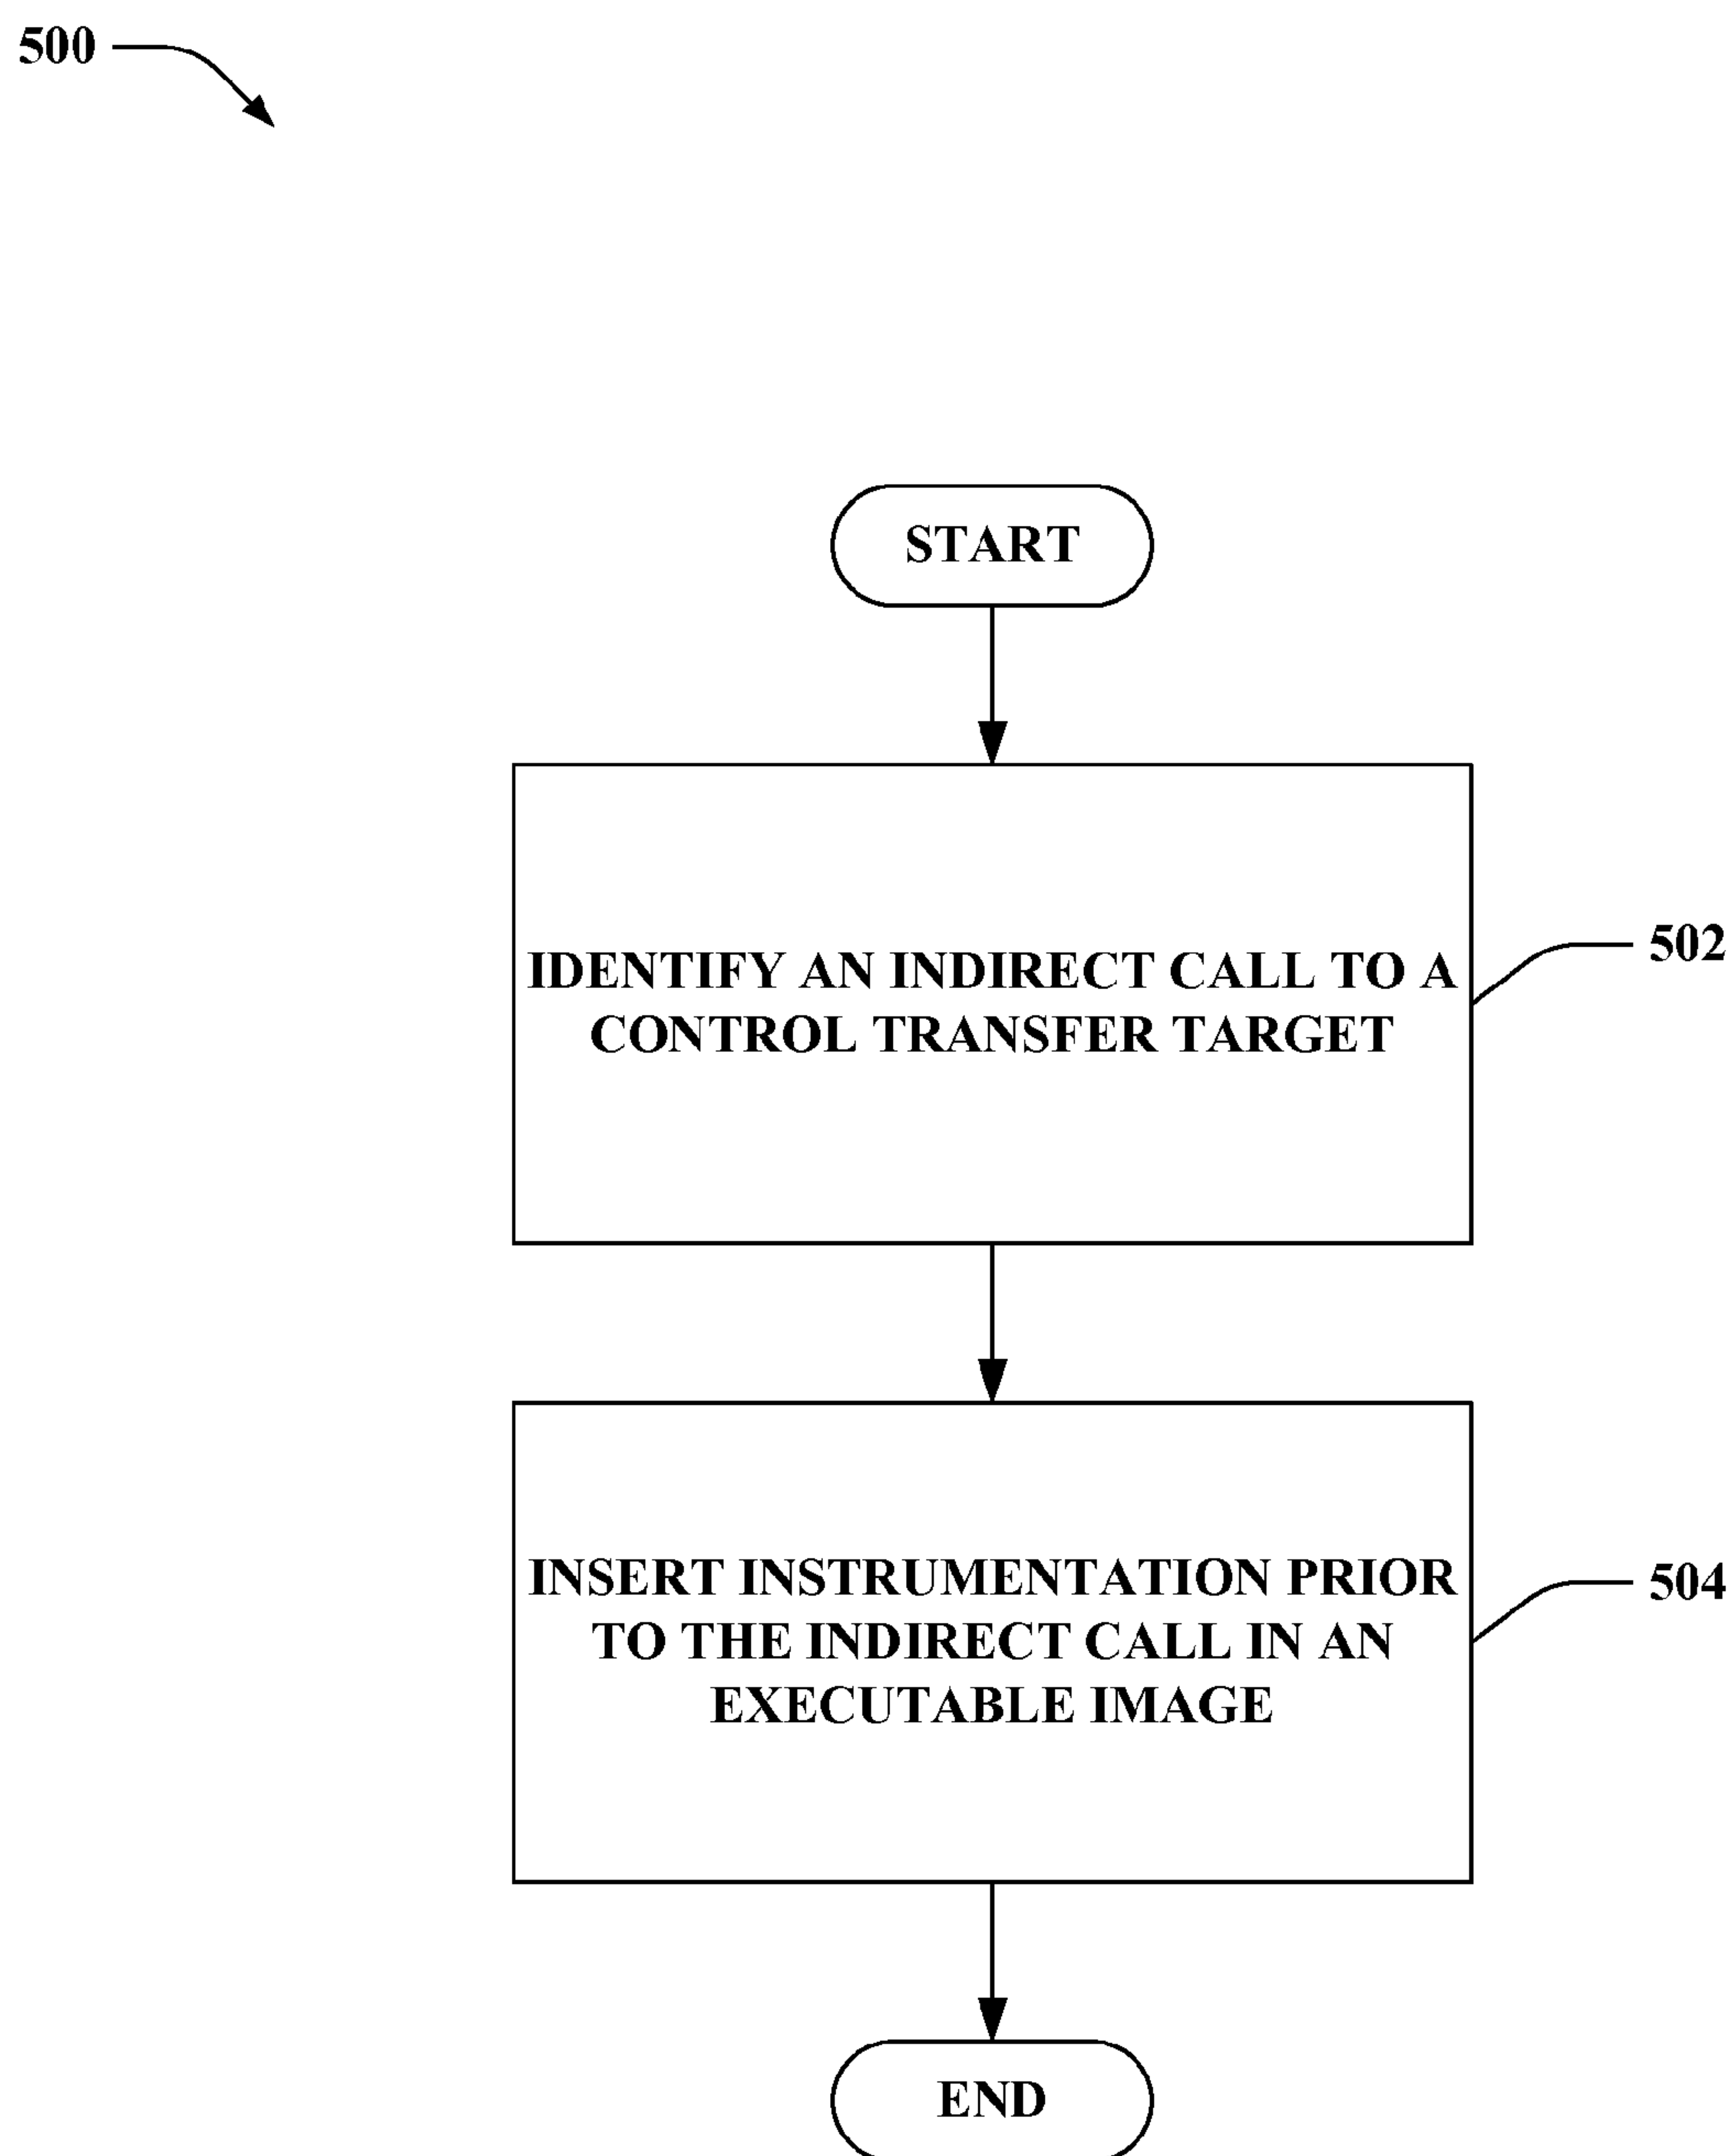 500
START
IDENTIFY AN INDIRECT CALL TO A
CONTROL TRANSFER TARGET
502
INSERT INSTRUMENTATION PRIOR
TO THE INDIRECT CALL IN AN
EXECUTABLE IMAGE
504
END